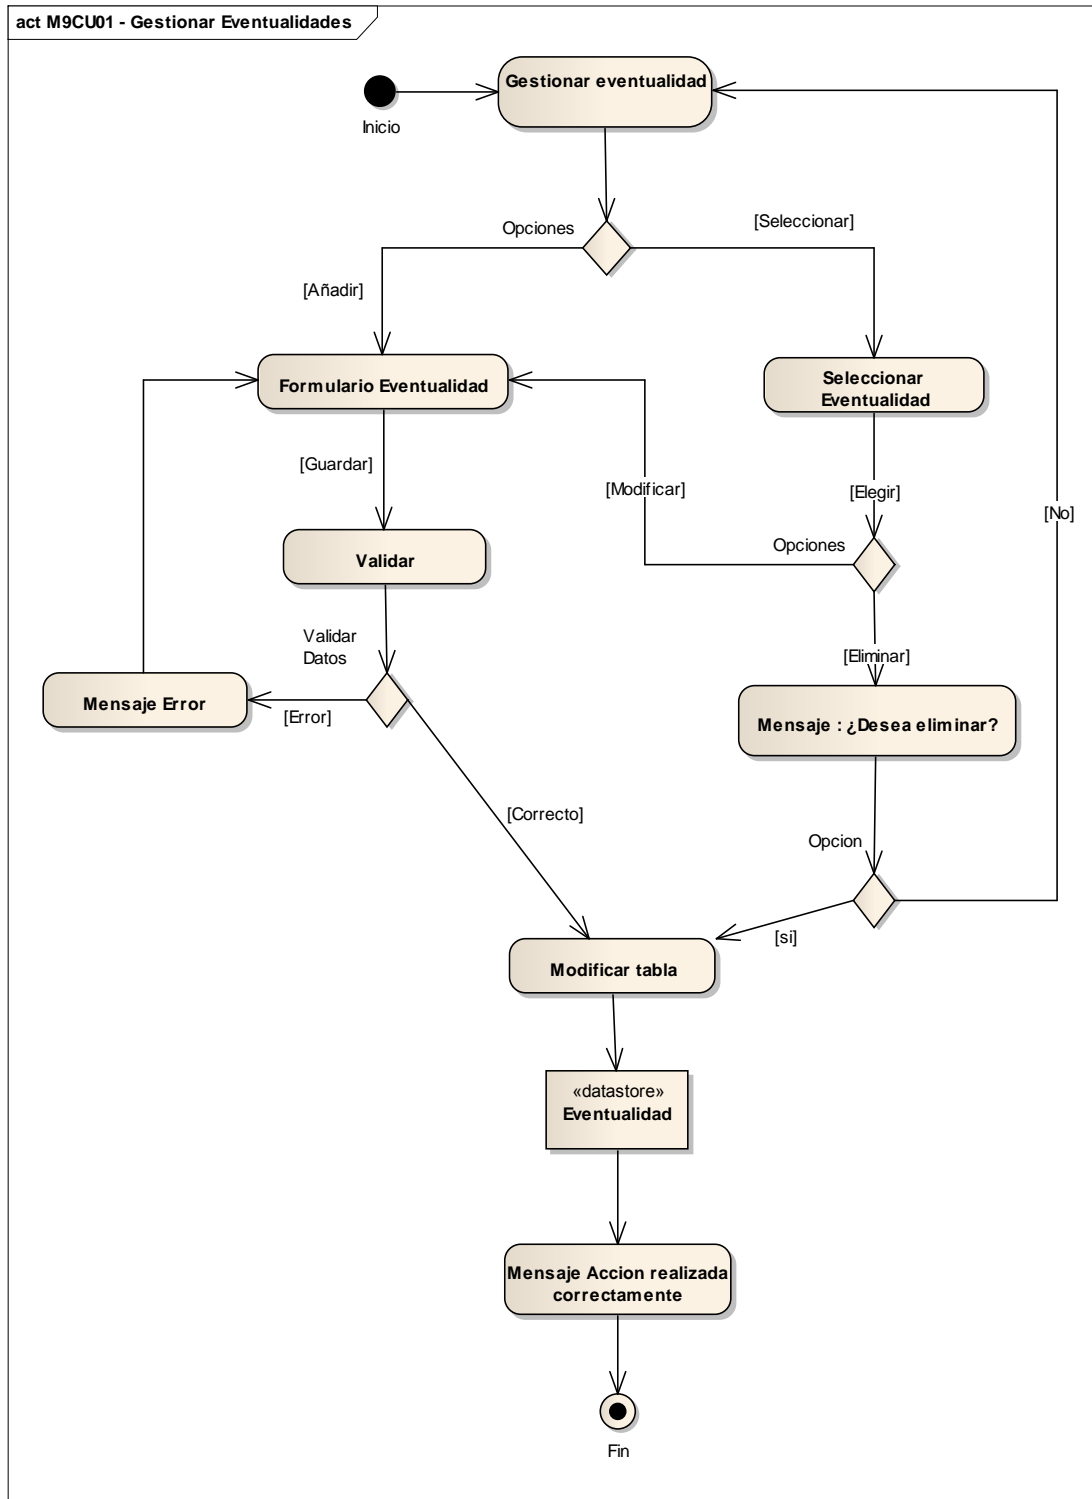 act M9CU01 - Gestionar Eventualidades
Gestionar eventualidad
Inicio
Opciones
[Seleccionar]
[Añadir]
Formulario Eventualidad
Seleccionar
Eventualidad
[Guardar]
[Modificar]
[Elegir]
[No]
Opciones
Validar
Validar
Datos
[Eliminar]
Mensaje Error
[Error]
Mensaje : ¿Desea eliminar?
[Correcto]
Opcion
[si]
Modificar tabla
«datastore»
Eventualidad
Mensaje Accion realizada
correctamente
Fin